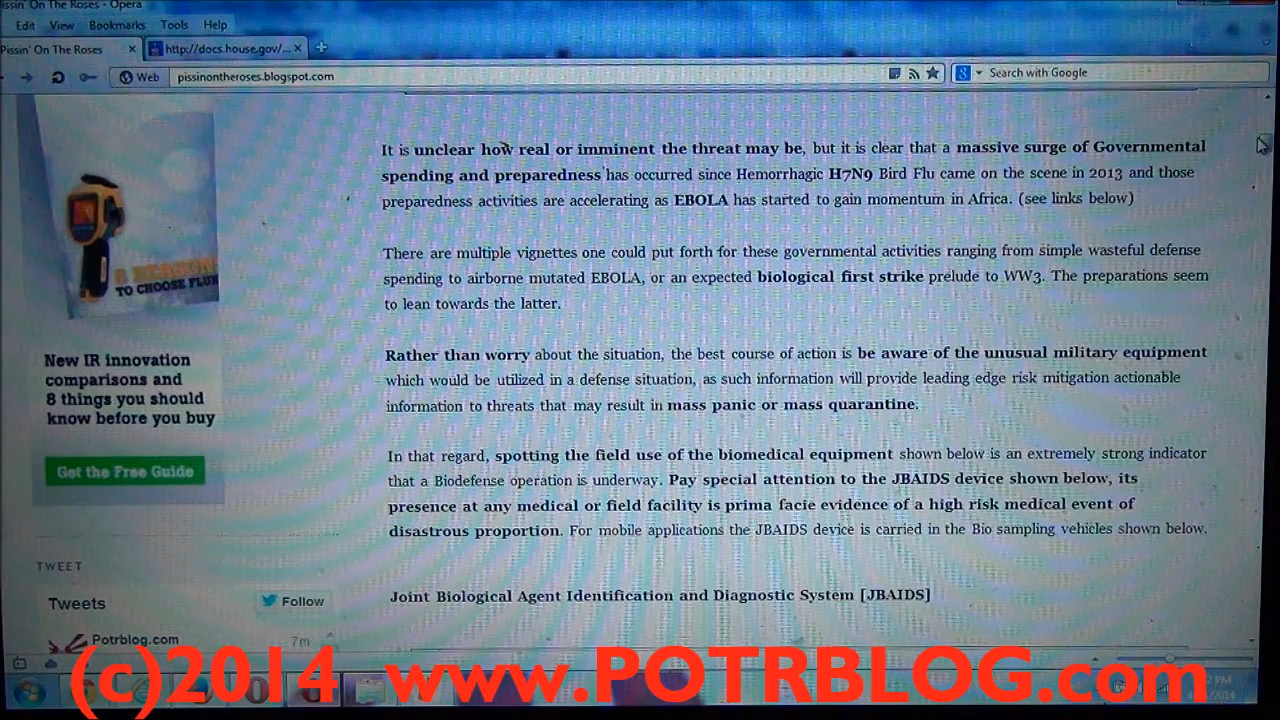 Pissin' On The Roses - Opera
Edit View Bookmarks Tools Help
Pissin' On The Roses × http://docs.house.gov/... × +
Web pissinontheroses.blogspot.com Search with Google
It is unclear how real or imminent the threat may be, but it is clear that a massive surge of Governmental
spending and preparedness has occurred since Hemorrhagic H7N9 Bird Flu came on the scene in 2013 and those
preparedness activities are accelerating as EBOLA has started to gain momentum in Africa. (see links below)
There are multiple vignettes one could put forth for these governmental activities ranging from simple wasteful defense
spending to airborne mutated EBOLA, or an expected biological first strike prelude to WW3. The preparations seem
to lean towards the latter.
Rather than worry about the situation, the best course of action is be aware of the unusual military equipment
which would be utilized in a defense situation, as such information will provide leading edge risk mitigation actionable
information to threats that may result in mass panic or mass quarantine.
In that regard, spotting the field use of the biomedical equipment shown below is an extremely strong indicator
that a Biodefense operation is underway. Pay special attention to the JBAIDS device shown below, its
presence at any medical or field facility is prima facie evidence of a high risk medical event of
disastrous proportion. For mobile applications the JBAIDS device is carried in the Bio sampling vehicles shown below.
Joint Biological Agent Identification and Diagnostic System [JBAIDS]
8 REASONS
TO CHOOSE FLUK
New IR innovation
comparisons and
8 things you should
know before you buy
Get the Free Guide
TWEET
Tweets Follow
Potrblog.com 7m
(c)2014 www.POTRBLOG.com